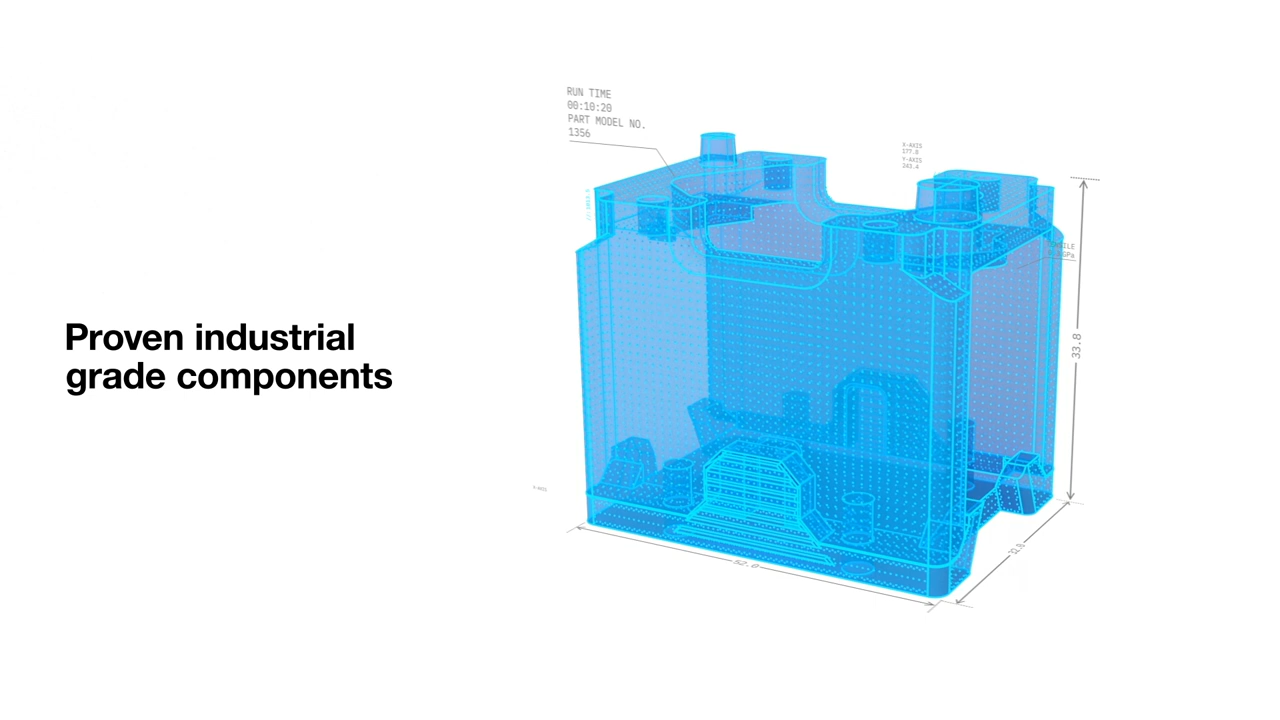 RUN TIME
00:10:20
PART MODEL NO.
1356
X-AXIS
177.8
Y-AXIS
243.4
33.8
Proven industrial
grade components
X-AXIS
52.0